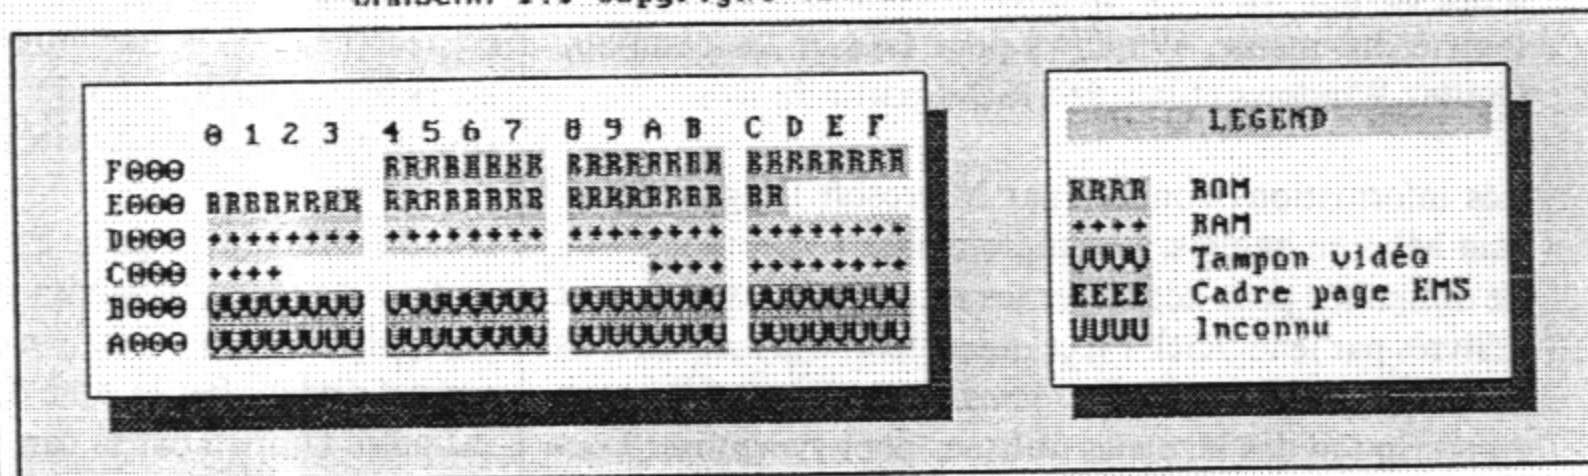 Copyright
0 1 2 3 4 5 6 7 8 9 A B C D E F
F000 RRRRRRRR RRRRRRRR RRRRRRRR
E000 RRRRRRRR RRRRRRRR RRRRRRRR RR
D000 ++++++++ ++++++++ ++++++++ ++++++++
C000 ++++ ++++ ++++++++
B000 VVVVVVVV VVVVVVVV VVVVVVVV VVVVVVVV
A000 VVVVVVVV VVVVVVVV VVVVVVVV VVVVVVVV
LEGEND
RRRR ROM
++++ RAM
VVVV Tampon vidéo
EEEE Cadre page EMS
UUUU Inconnu